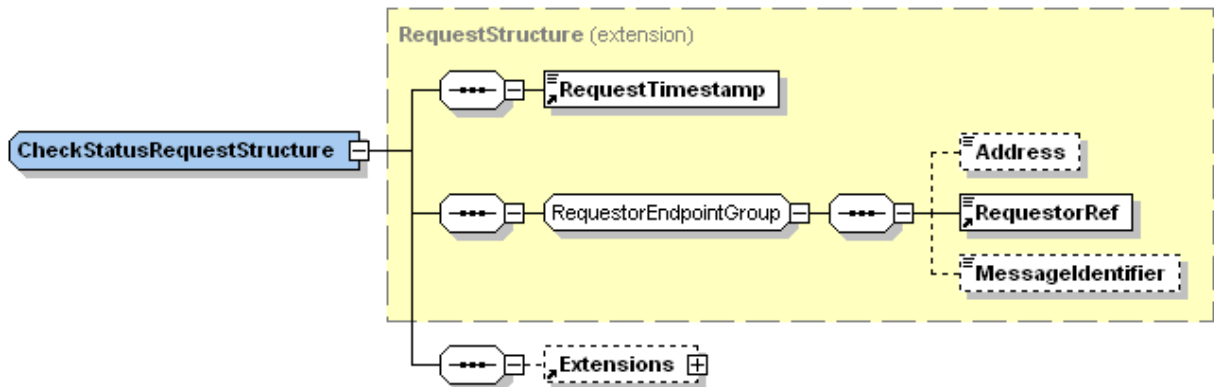 RequestStructure (extension)
RequestTimestamp
CheckStatusRequestStructure
Address
RequestorEndpointGroup
RequestorRef
MessageIdentifier
Extensions